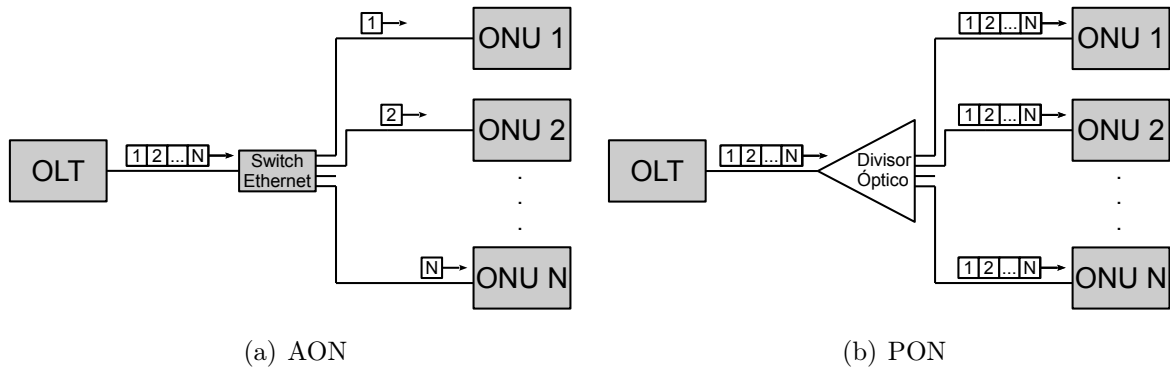 1
ONU 1
2
ONU 2
1 2 ... N
OLT
Switch
Ethernet
.
.
.
N
ONU N
(a) AON
1 2 ... N
ONU 1
1 2 ... N
ONU 2
1 2 ... N
OLT
Divisor
Óptico
.
.
.
1 2 ... N
ONU N
(b) PON